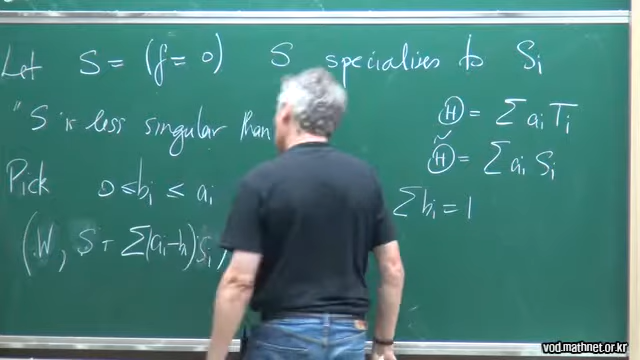 Let S = (f = 0) S specializes to Si
"S is less singular than
Pick 0 ≤ bi ≤ ai
(W, S + Σ(ai-bi)Si,
Ⓗ = Σ ai Ti
Ⓗ̃ = Σ ai Si
Σ bi = 1
vod.mathnet.or.kr